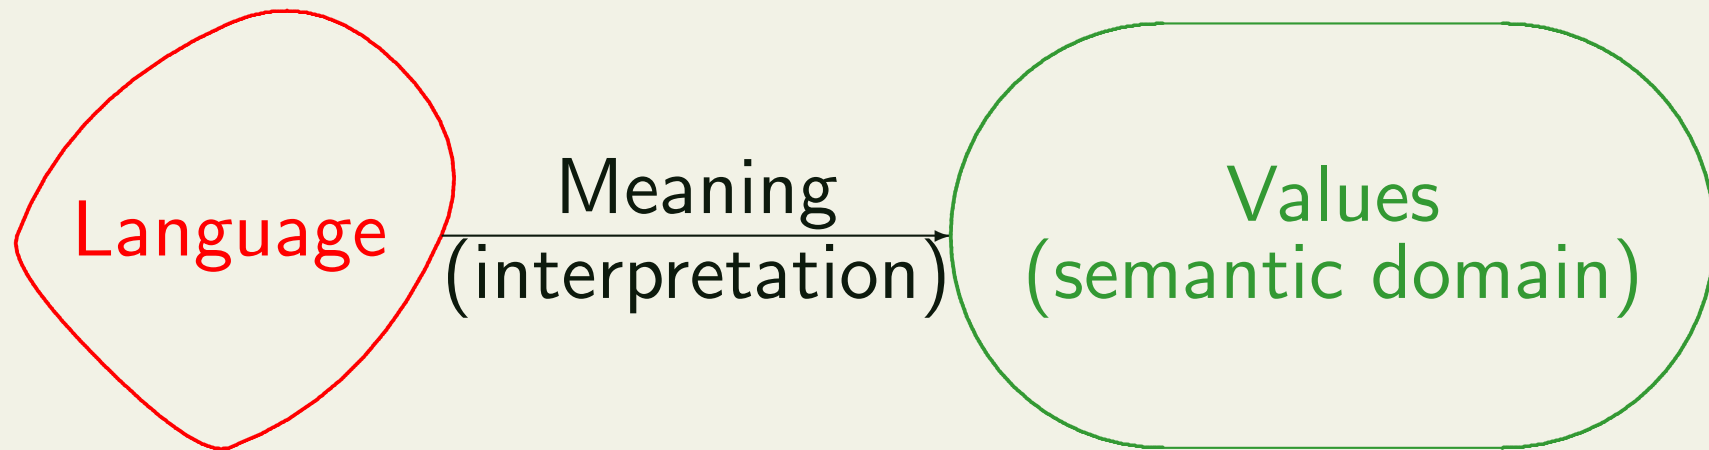 Language
Meaning
(interpretation)
Values
(semantic domain)